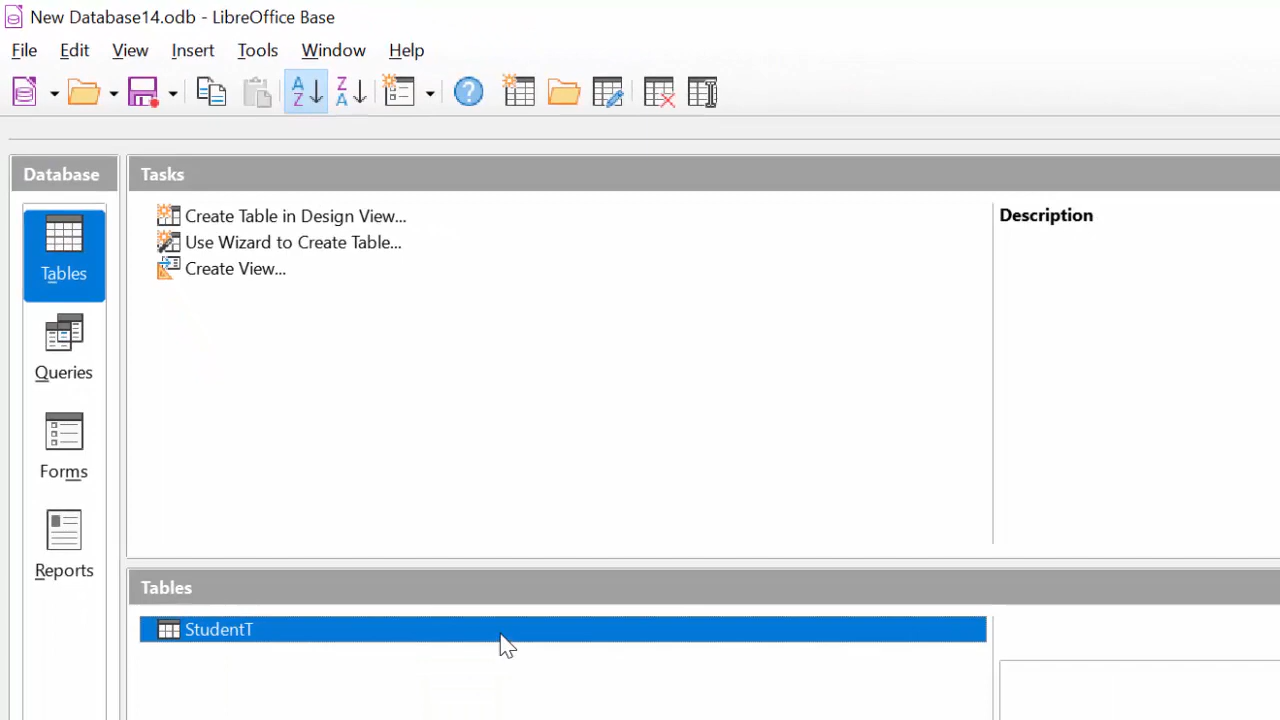 New Database14.odb - LibreOffice Base
File Edit View Insert Tools Window Help
Database
Tasks
Create Table in Design View...
Use Wizard to Create Table...
Create View...
Description
Tables
Queries
Forms
Reports
Tables
StudentT